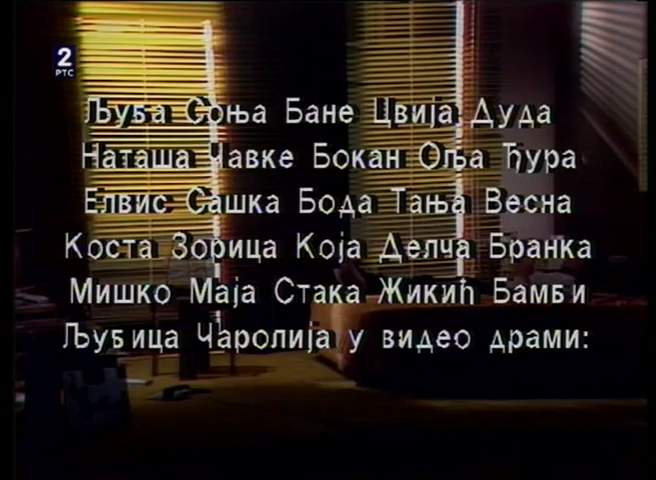 2
РТС
Љуба Соња Бане Цвија Дуда
Наташа Чавке Бокан Оља Ђура
Елвис Сашка Бода Тања Весна
Коста Зорица Која Делча Бранка
Мишко Маја Стака Жикић Бамби
Љубица Чаролија у видео драми: